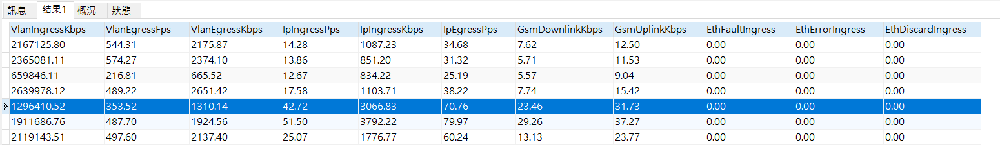 訊息 結果1 概況 狀態
VlanIngressKbps VlanEgressFps VlanEgressKbps IpIngressPps IpIngressKbps IpEgressPps GsmDownlinkKbps GsmUplinkKbps EthFaultIngress EthErrorIngress EthDiscardIngress
2167125.80 544.31 2175.87 14.28 1087.23 34.68 7.62 12.50 0.00 0.00 0.00
2365081.11 574.27 2374.10 13.86 851.20 31.32 5.71 11.53 0.00 0.00 0.00
659846.11 216.81 665.52 12.67 834.22 25.19 5.57 9.04 0.00 0.00 0.00
2639978.12 489.22 2651.42 17.58 1103.71 38.22 7.74 15.42 0.00 0.00 0.00
1296410.52 353.52 1310.14 42.72 3066.83 70.76 23.46 31.73 0.00 0.00 0.00
1911686.76 487.70 1924.56 51.50 3792.22 79.97 29.26 37.27 0.00 0.00 0.00
2119143.51 497.60 2137.40 25.07 1776.77 60.24 13.13 23.77 0.00 0.00 0.00